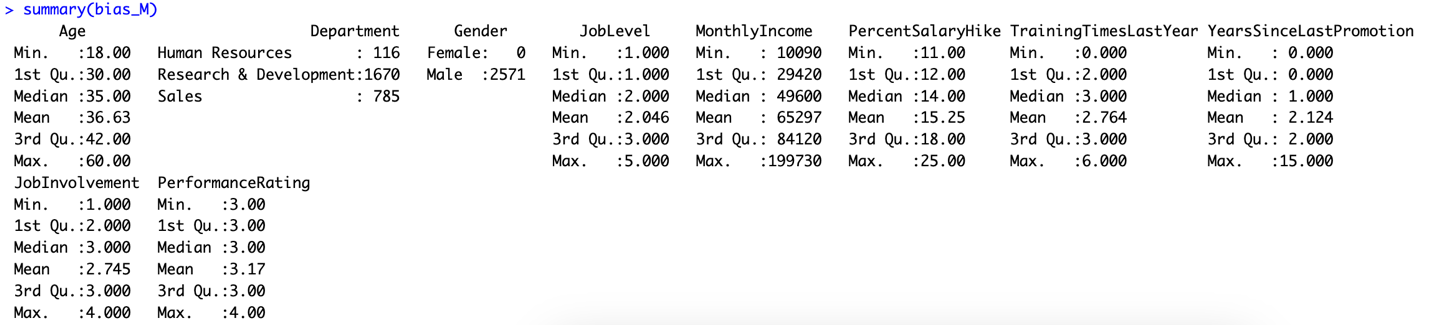 > summary(bias_M)
      Age                         Department       Gender        JobLevel     MonthlyIncome    PercentSalaryHike TrainingTimesLastYear YearsSinceLastPromotion
 Min.   :18.00   Human Resources       : 116   Female:   0   Min.   :1.000   Min.   : 10090   Min.   :11.00     Min.   :0.000         Min.   : 0.000
 1st Qu.:30.00   Research & Development:1670   Male  :2571   1st Qu.:1.000   1st Qu.: 29420   1st Qu.:12.00     1st Qu.:2.000         1st Qu.: 0.000
 Median :35.00   Sales                 : 785                 Median :2.000   Median : 49600   Median :14.00     Median :3.000         Median : 1.000
 Mean   :36.63                                               Mean   :2.046   Mean   : 65297   Mean   :15.25     Mean   :2.764         Mean   : 2.124
 3rd Qu.:42.00                                               3rd Qu.:3.000   3rd Qu.: 84120   3rd Qu.:18.00     3rd Qu.:3.000         3rd Qu.: 2.000
 Max.   :60.00                                               Max.   :5.000   Max.   :199730   Max.   :25.00     Max.   :6.000         Max.   :15.000
 JobInvolvement  PerformanceRating
 Min.   :1.000   Min.   :3.00
 1st Qu.:2.000   1st Qu.:3.00
 Median :3.000   Median :3.00
 Mean   :2.745   Mean   :3.17
 3rd Qu.:3.000   3rd Qu.:3.00
 Max.   :4.000   Max.   :4.00